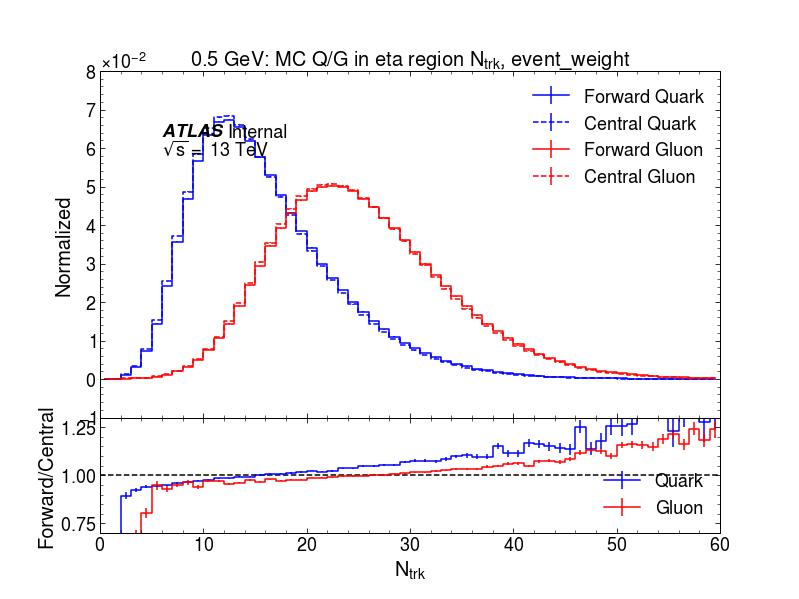 ×10⁻² 0.5 GeV: MC Q/G in eta region N_trk, event_weight
8
7
6
5
4
3
2
1
0
−1
Normalized
ATLAS Internal
√s = 13 TeV
Forward Quark
Central Quark
Forward Gluon
Central Gluon
1.25
1.00
0.75
Forward/Central
Quark
Gluon
0 10 20 30 40 50 60
N_trk